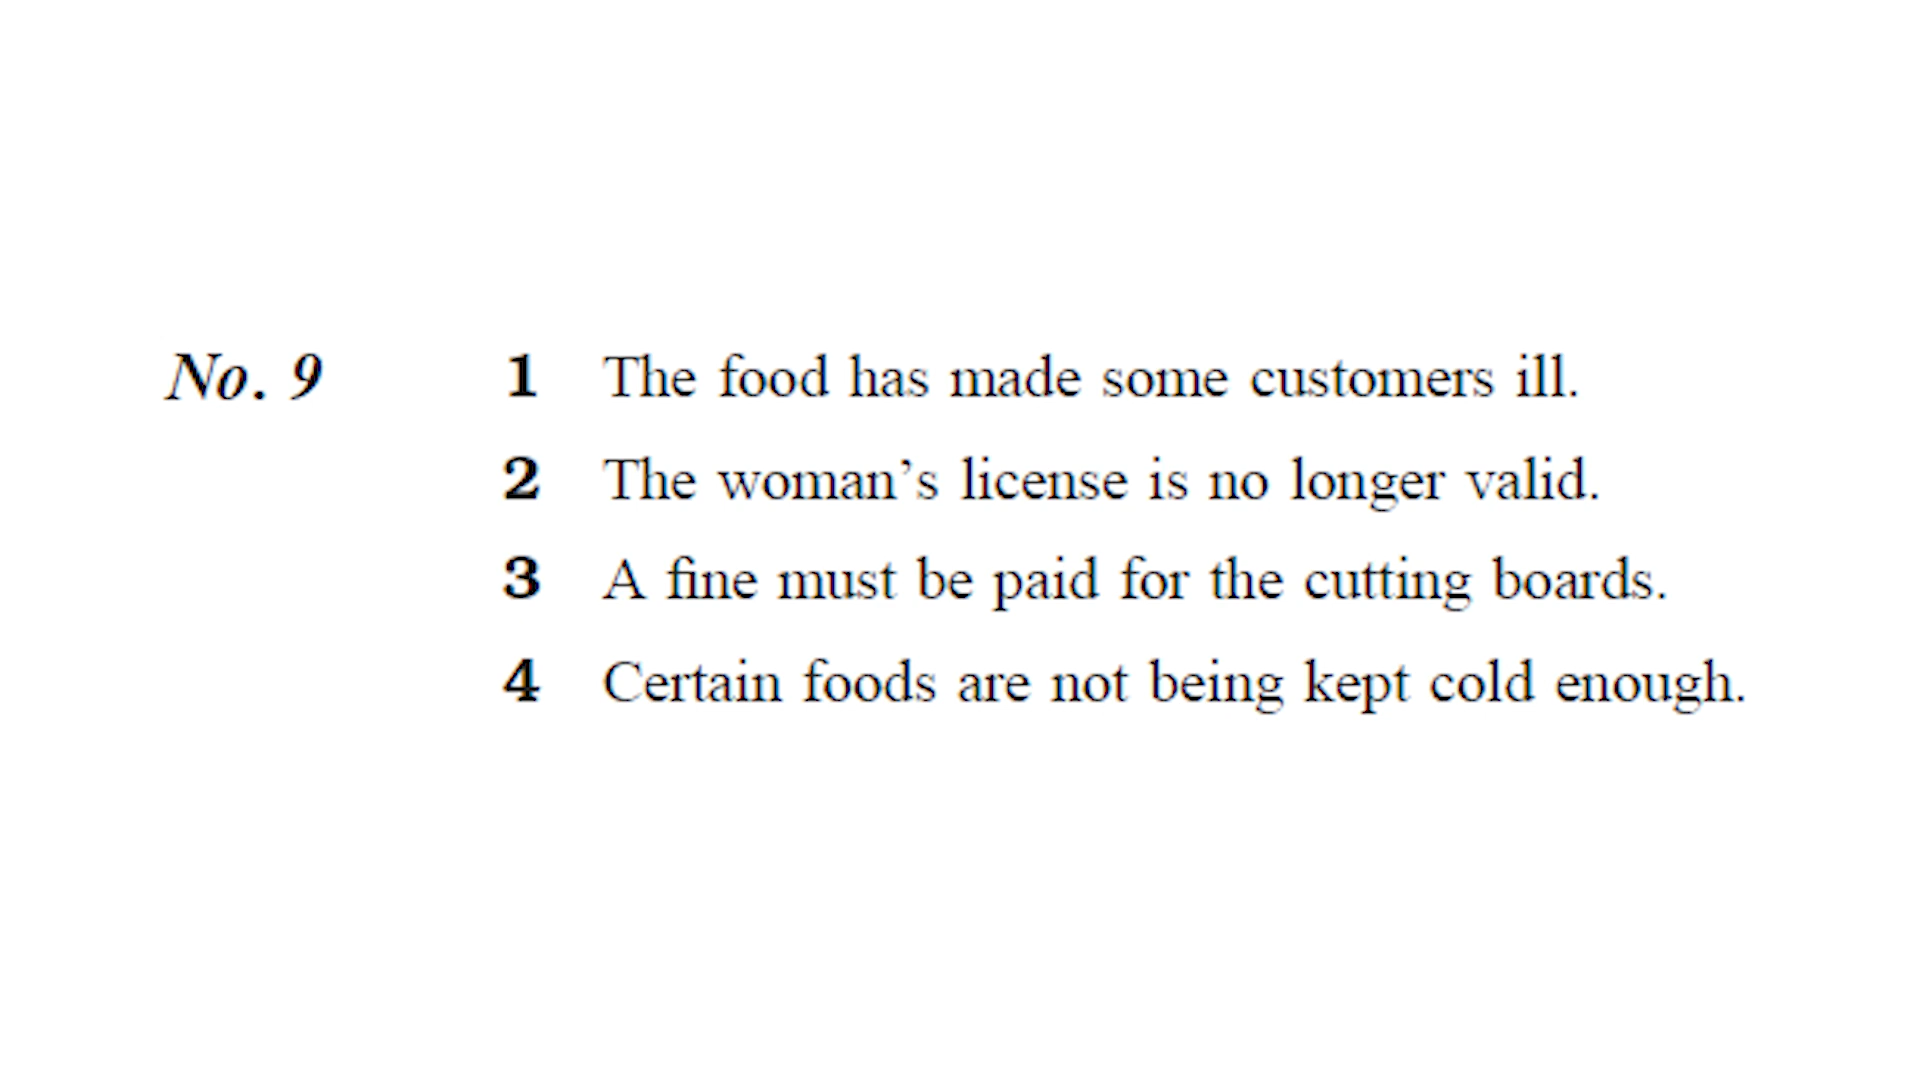 No. 9 1 The food has made some customers ill.
2 The woman’s license is no longer valid.
3 A fine must be paid for the cutting boards.
4 Certain foods are not being kept cold enough.